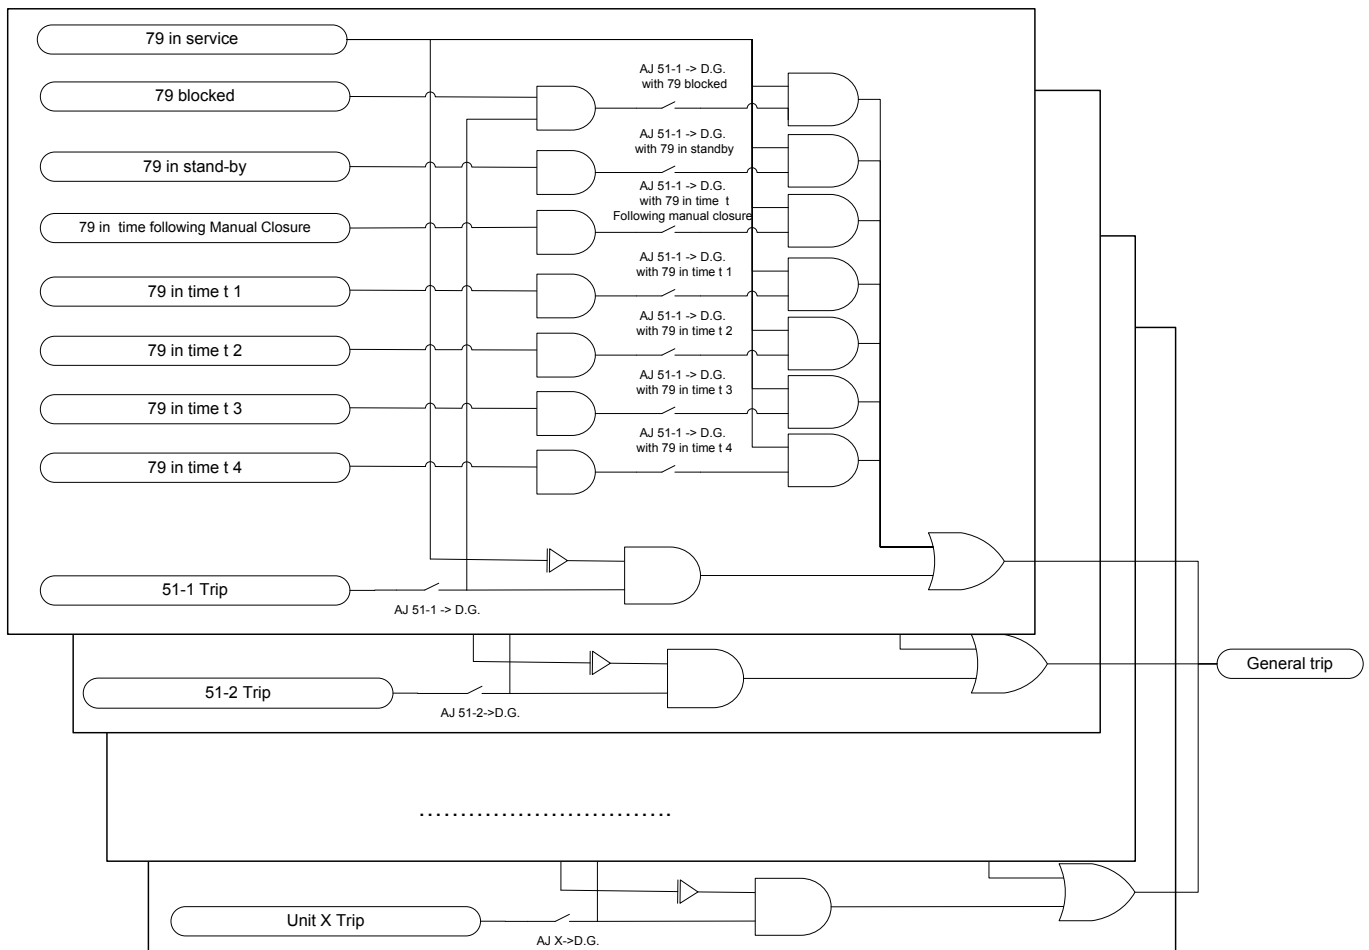 79 in service
AJ 51-1 -> D.G.
with 79 blocked
79 blocked
AJ 51-1 -> D.G.
with 79 in standby
79 in stand-by
AJ 51-1 -> D.G.
with 79 in time t
Following manual closure
79 in time following Manual Closure
AJ 51-1 -> D.G.
with 79 in time t 1
79 in time t 1
AJ 51-1 -> D.G.
with 79 in time t 2
79 in time t 2
AJ 51-1 -> D.G.
with 79 in time t 3
79 in time t 3
AJ 51-1 -> D.G.
with 79 in time t 4
79 in time t 4
51-1 Trip
AJ 51-1 -> D.G.
General trip
51-2 Trip
AJ 51-2->D.G.
..............................
Unit X Trip
AJ X->D.G.